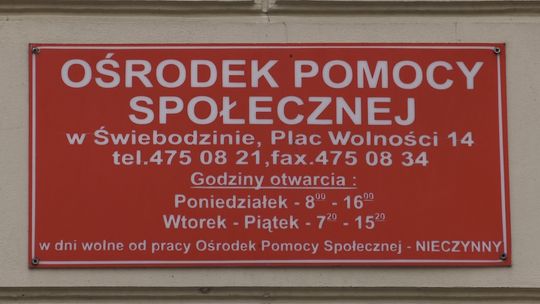 OŚRODEK POMOCY
SPOŁECZNEJ
w Świebodzinie, Plac Wolności 14
tel.475 08 21,fax.475 08 34
Godziny otwarcia :
Poniedziałek - 8⁰⁰ - 16⁰⁰
Wtorek - Piątek - 7²⁰ - 15²⁰
w dni wolne od pracy Ośrodek Pomocy Społecznej - NIECZYNNY